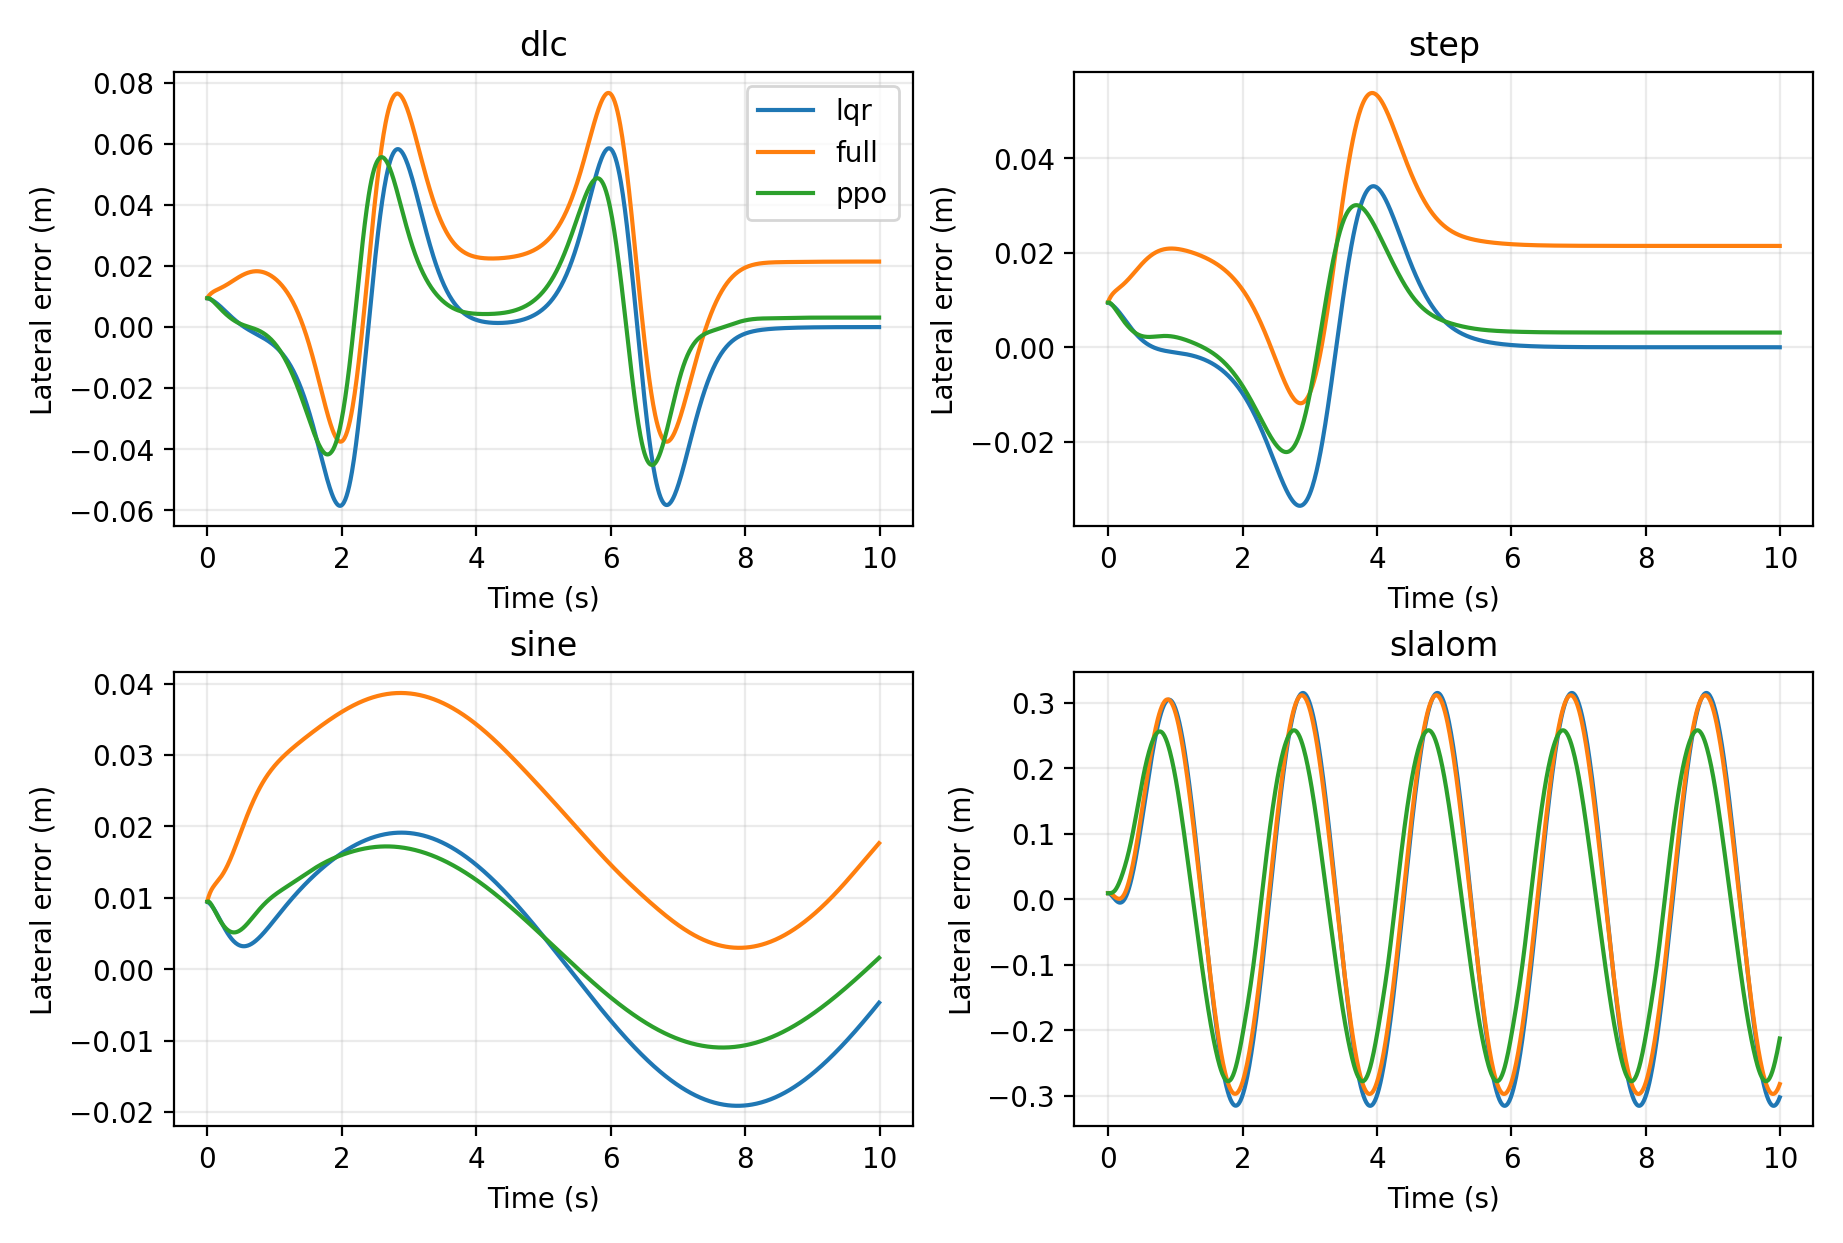 dlc
Lateral error (m)
0.08
0.06
0.04
0.02
0.00
−0.02
−0.04
−0.06
0 2 4 6 8 10
Time (s)
lqr
full
ppo
step
Lateral error (m)
0.04
0.02
0.00
−0.02
0 2 4 6 8 10
Time (s)
sine
Lateral error (m)
0.04
0.03
0.02
0.01
0.00
−0.01
−0.02
0 2 4 6 8 10
Time (s)
slalom
Lateral error (m)
0.3
0.2
0.1
0.0
−0.1
−0.2
−0.3
0 2 4 6 8 10
Time (s)